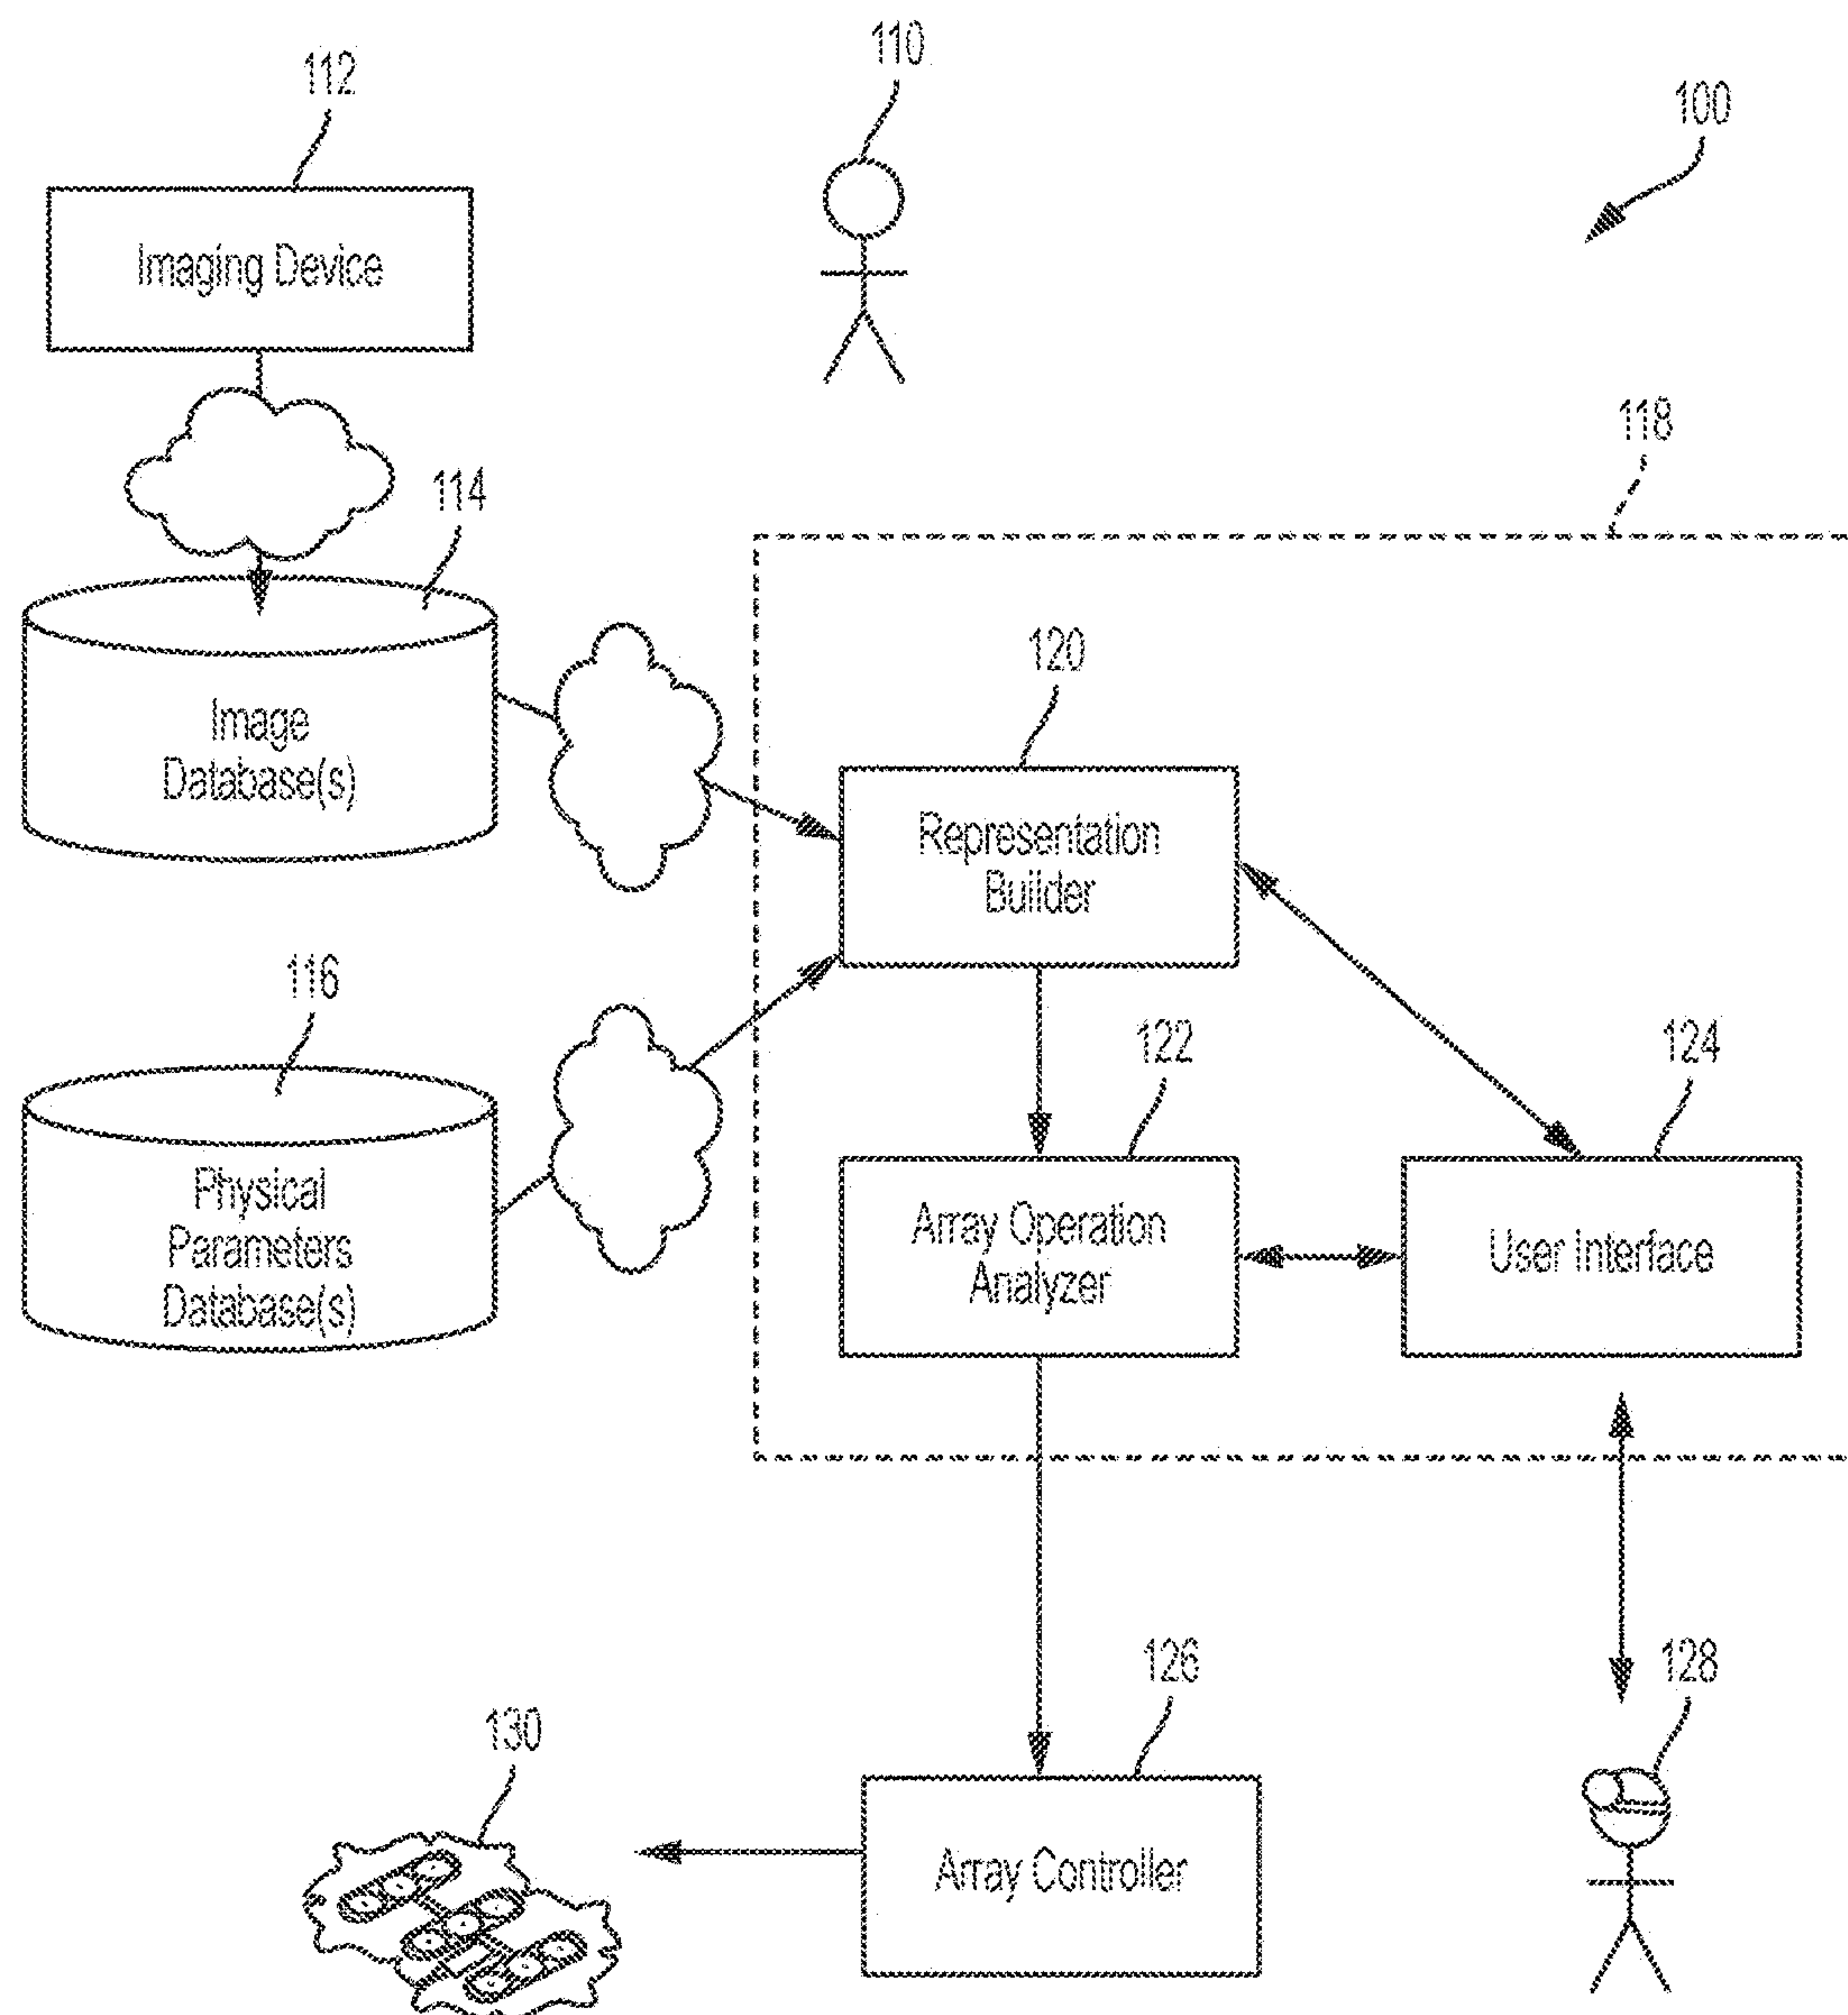 110
112
100
Imaging Device
118
114
120
Image
Database(s)
Representation
Builder
116
122
124
Physical
Parameters
Database(s)
Array Operation
Analyzer
User Interface
126
128
130
Array Controller